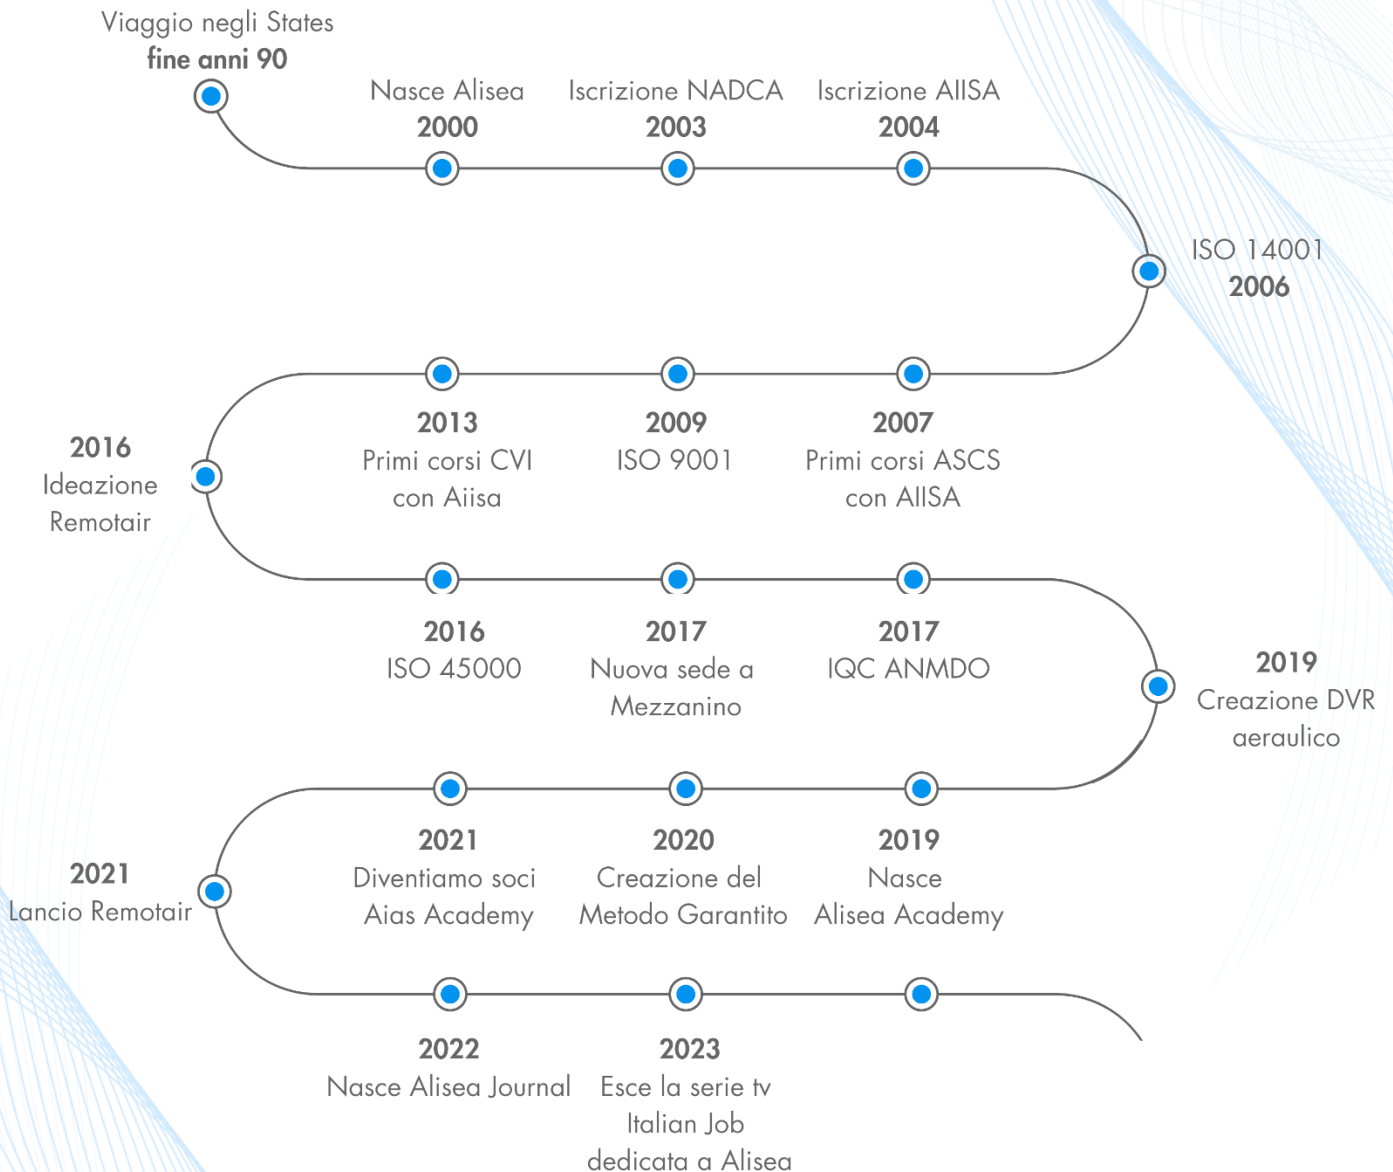 Viaggio negli States
fine anni 90
Nasce Alisea
2000
Iscrizione NADCA
2003
Iscrizione AIISA
2004
ISO 14001
2006
2007
Primi corsi ASCS
con AIISA
2009
ISO 9001
2013
Primi corsi CVI
con Aiisa
2016
Ideazione
Remotair
2016
ISO 45000
2017
Nuova sede a
Mezzanino
2017
IQC ANMDO
2019
Creazione DVR
aeraulico
2019
Nasce
Alisea Academy
2020
Creazione del
Metodo Garantito
2021
Diventiamo soci
Aias Academy
2021
Lancio Remotair
2022
Nasce Alisea Journal
2023
Esce la serie tv
Italian Job
dedicata a Alisea